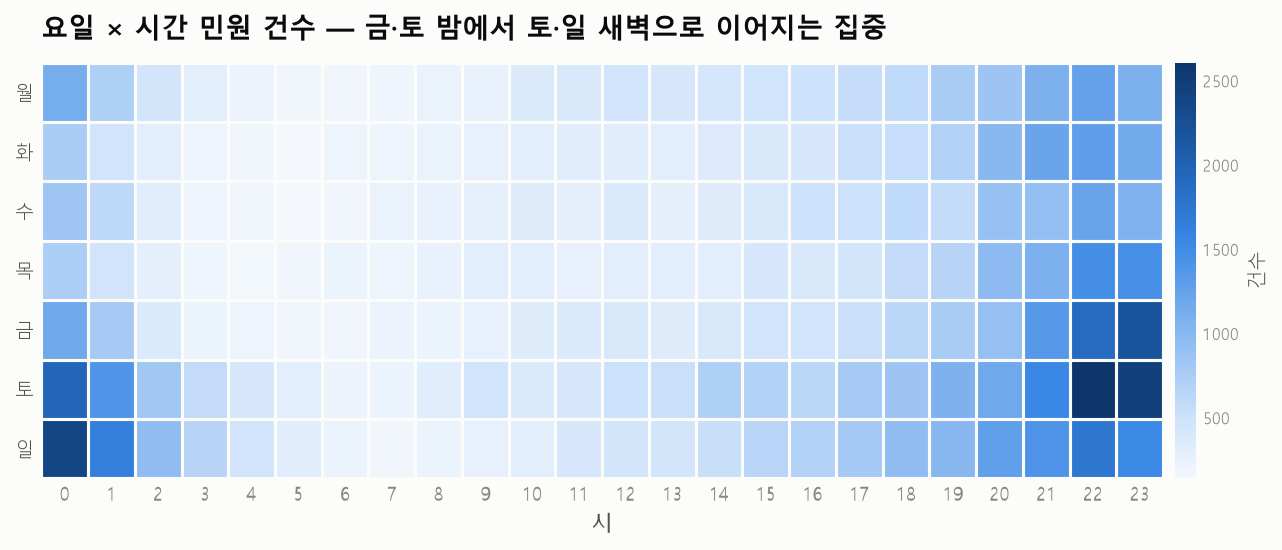 요일 × 시간 민원 건수 — 금·토 밤에서 토·일 새벽으로 이어지는 집중
월
화
수
목
금
토
일
0 1 2 3 4 5 6 7 8 9 10 11 12 13 14 15 16 17 18 19 20 21 22 23
시
2500
2000
1500
1000
500
건수